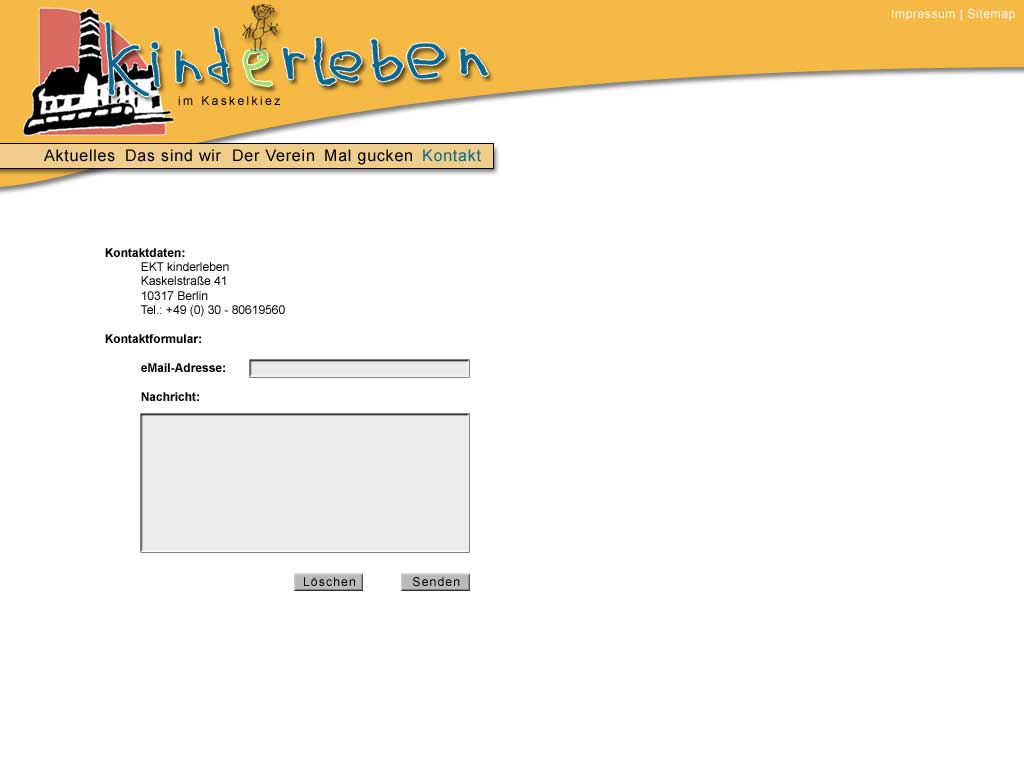 Impressum | Sitemap
kinderleben
im Kaskelkiez
Aktuelles Das sind wir Der Verein Mal gucken Kontakt
Kontaktdaten:
EKT kinderleben
Kaskelstraße 41
10317 Berlin
Tel.: +49 (0) 30 - 80619560
Kontaktformular:
eMail-Adresse:
Nachricht:
Löschen Senden